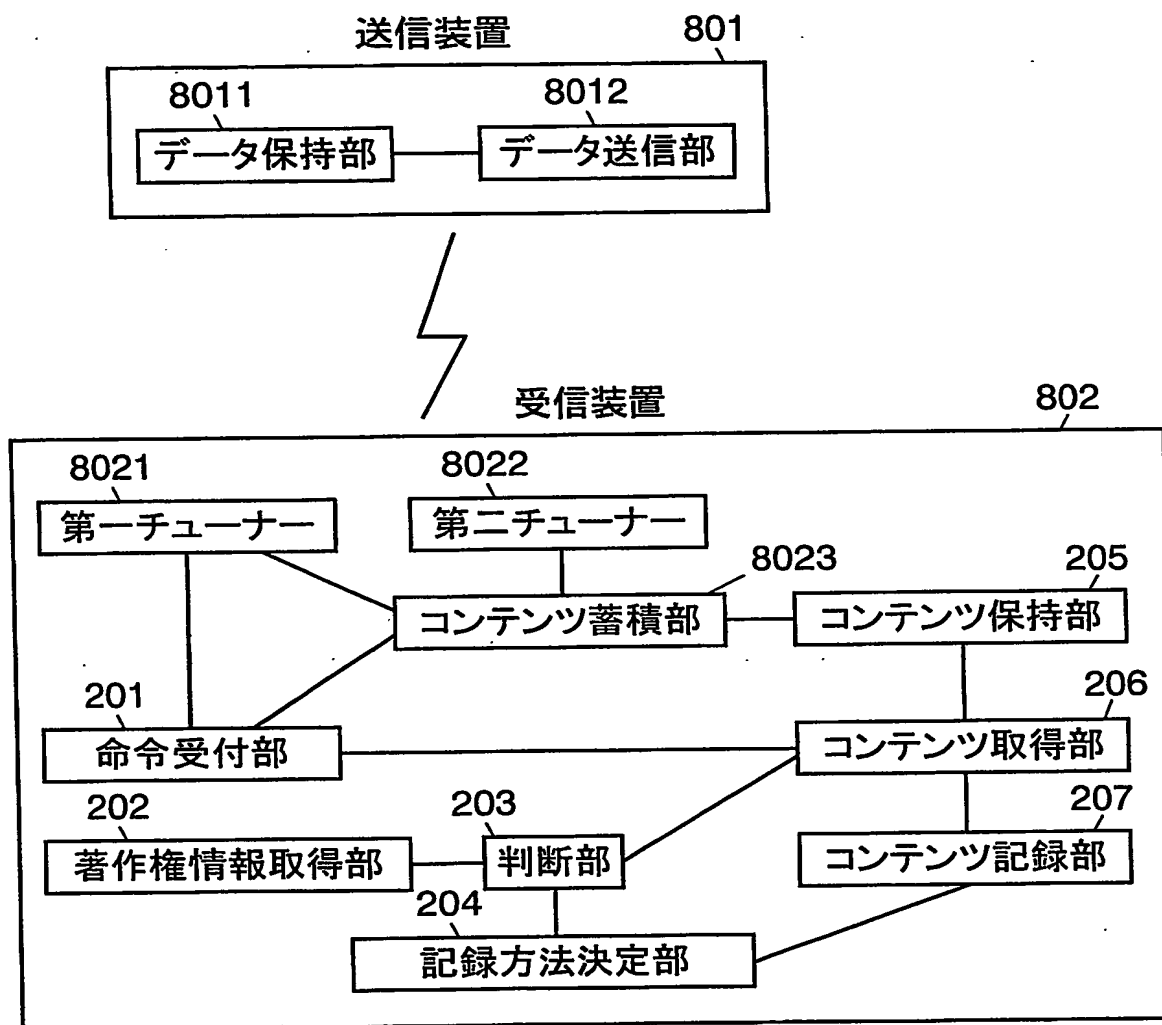 送信装置
801
8011
8012
データ保持部
データ送信部
受信装置
802
8021
8022
第一チューナー
第二チューナー
8023
205
コンテンツ蓄積部
コンテンツ保持部
201
206
命令受付部
コンテンツ取得部
202
203
207
著作権情報取得部
判断部
コンテンツ記録部
204
記録方法決定部